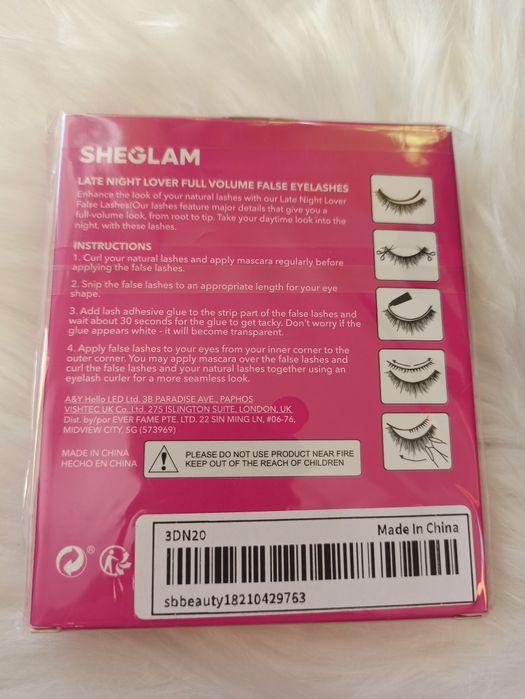 SHEGLAM
LATE NIGHT LOVER FULL VOLUME FALSE EYELASHES
Enhance the look of your natural lashes with our Late Night Lover
False Lashes!Our lashes feature major details that give you a
full-volume look, from root to tip. Take your daytime look into the
night, with these lashes.
INSTRUCTIONS
1. Curl your natural lashes and apply mascara regularly before
applying the false lashes.
2. Snip the false lashes to an appropriate length for your eye
shape.
3. Add lash adhesive glue to the strip part of the false lashes and
wait about 30 seconds for the glue to get tacky. Don't worry if the
glue appears white - it will become transparent.
4. Apply false lashes to your eyes from your inner corner to the
outer corner. You may apply mascara over the false lashes and
curl the false lashes and your natural lashes together using an
eyelash curler for a more seamless look.
A&Y Hello LED Ltd. 3B PARADISE AVE., PAPHOS
VISHTEC UK Co.,Ltd, 275 ISLINGTON SUITE, LONDON, UK
Dist. by/por EVER FAME PTE. LTD. 22 SIN MING LN, #06-76,
MIDVIEW CITY, SG (573969)
MADE IN CHINA
HECHO EN CHINA
PLEASE DO NOT USE PRODUCT NEAR FIRE
KEEP OUT OF THE REACH OF CHILDREN
3DN20 Made In China
sbbeauty18210429763